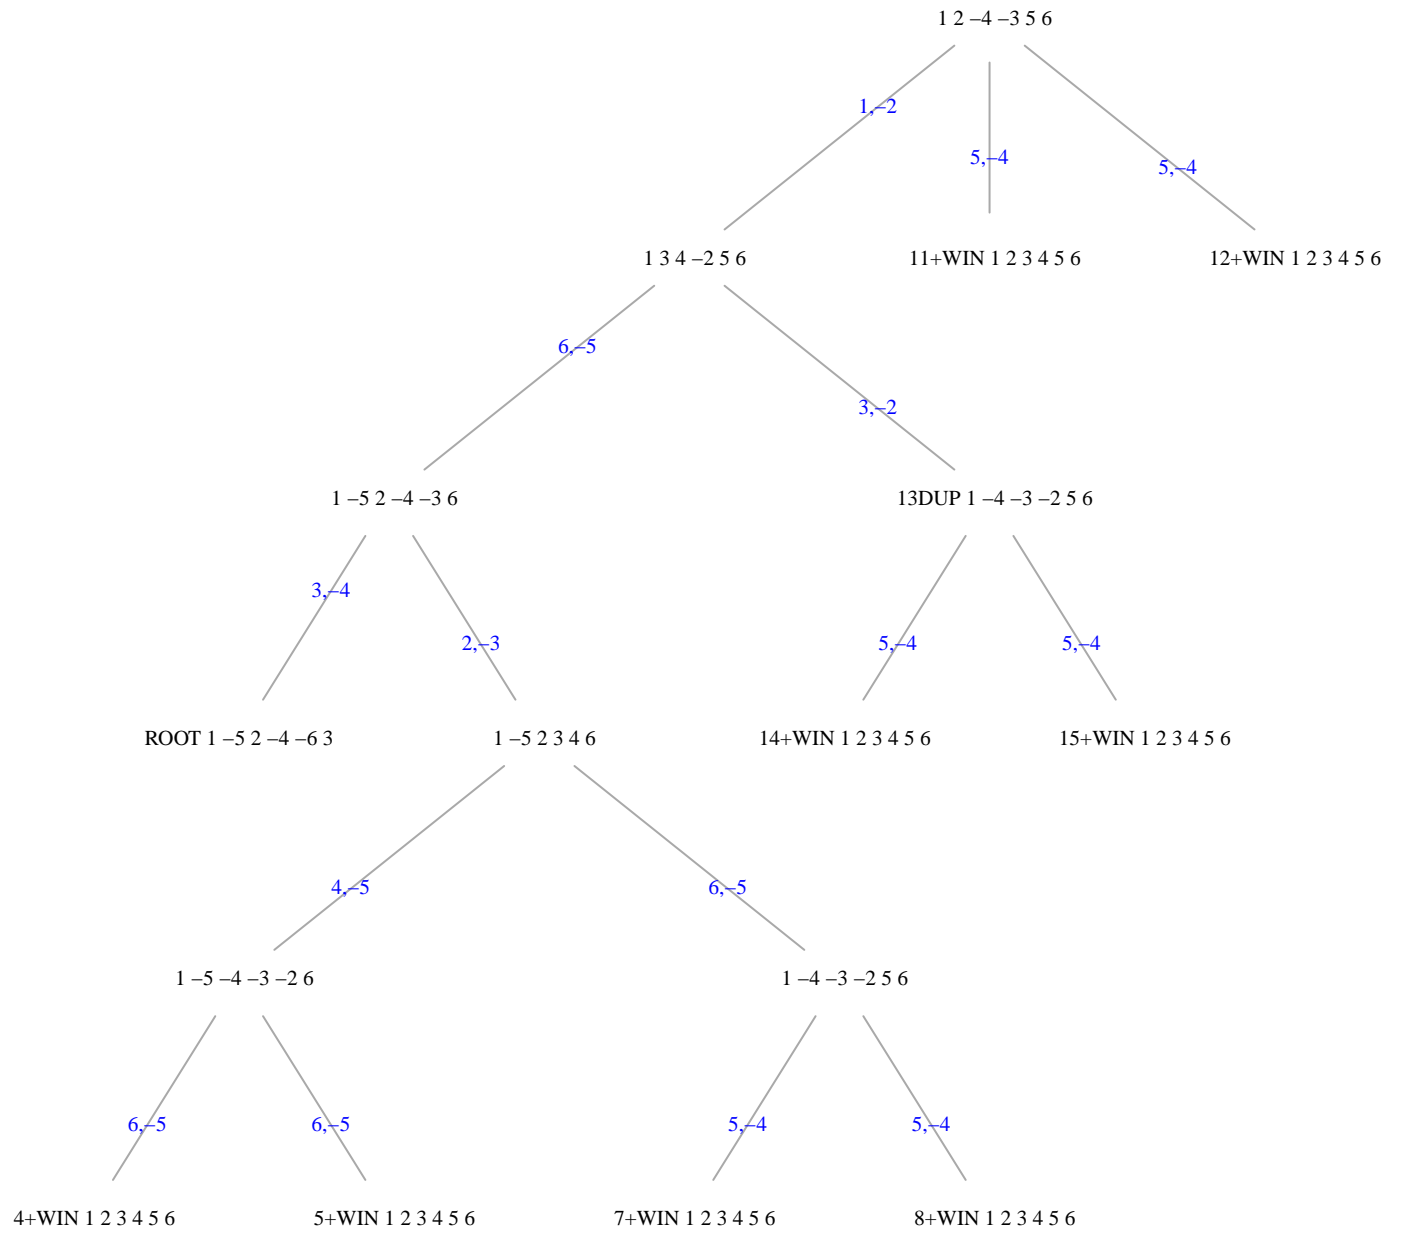 1 2 –4 –3 5 6
1,–2
5,–4
5,–4
1 3 4 –2 5 6
11+WIN 1 2 3 4 5 6
12+WIN 1 2 3 4 5 6
6,–5
3,–2
1 –5 2 –4 –3 6
13DUP 1 –4 –3 –2 5 6
3,–4
2,–3
5,–4
5,–4
ROOT 1 –5 2 –4 –6 3
1 –5 2 3 4 6
14+WIN 1 2 3 4 5 6
15+WIN 1 2 3 4 5 6
4,–5
6,–5
1 –5 –4 –3 –2 6
1 –4 –3 –2 5 6
6,–5
6,–5
5,–4
5,–4
4+WIN 1 2 3 4 5 6
5+WIN 1 2 3 4 5 6
7+WIN 1 2 3 4 5 6
8+WIN 1 2 3 4 5 6